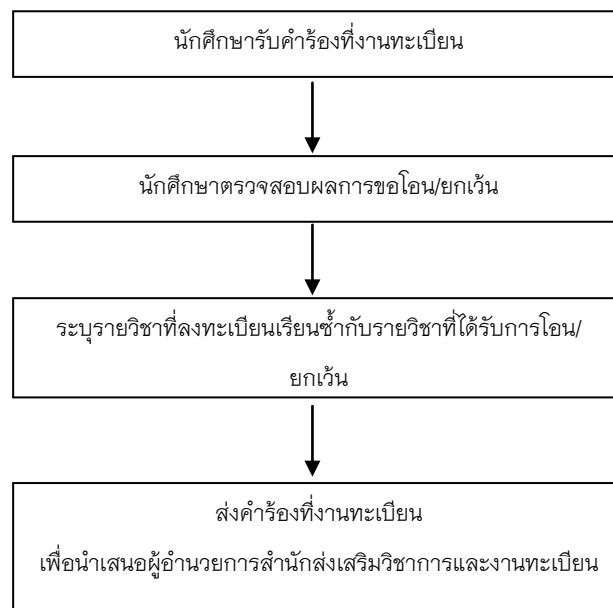 นักศึกษารับคำร้องที่งานทะเบียน
นักศึกษาตรวจสอบผลการขอโอน/ยกเว้น
ระบุรายวิชาที่ลงทะเบียนเรียนซ้ำกับรายวิชาที่ได้รับการโอน/
ยกเว้น
ส่งคำร้องที่งานทะเบียน
เพื่อนำเสนอผู้อำนวยการสำนักส่งเสริมวิชาการและงานทะเบียน